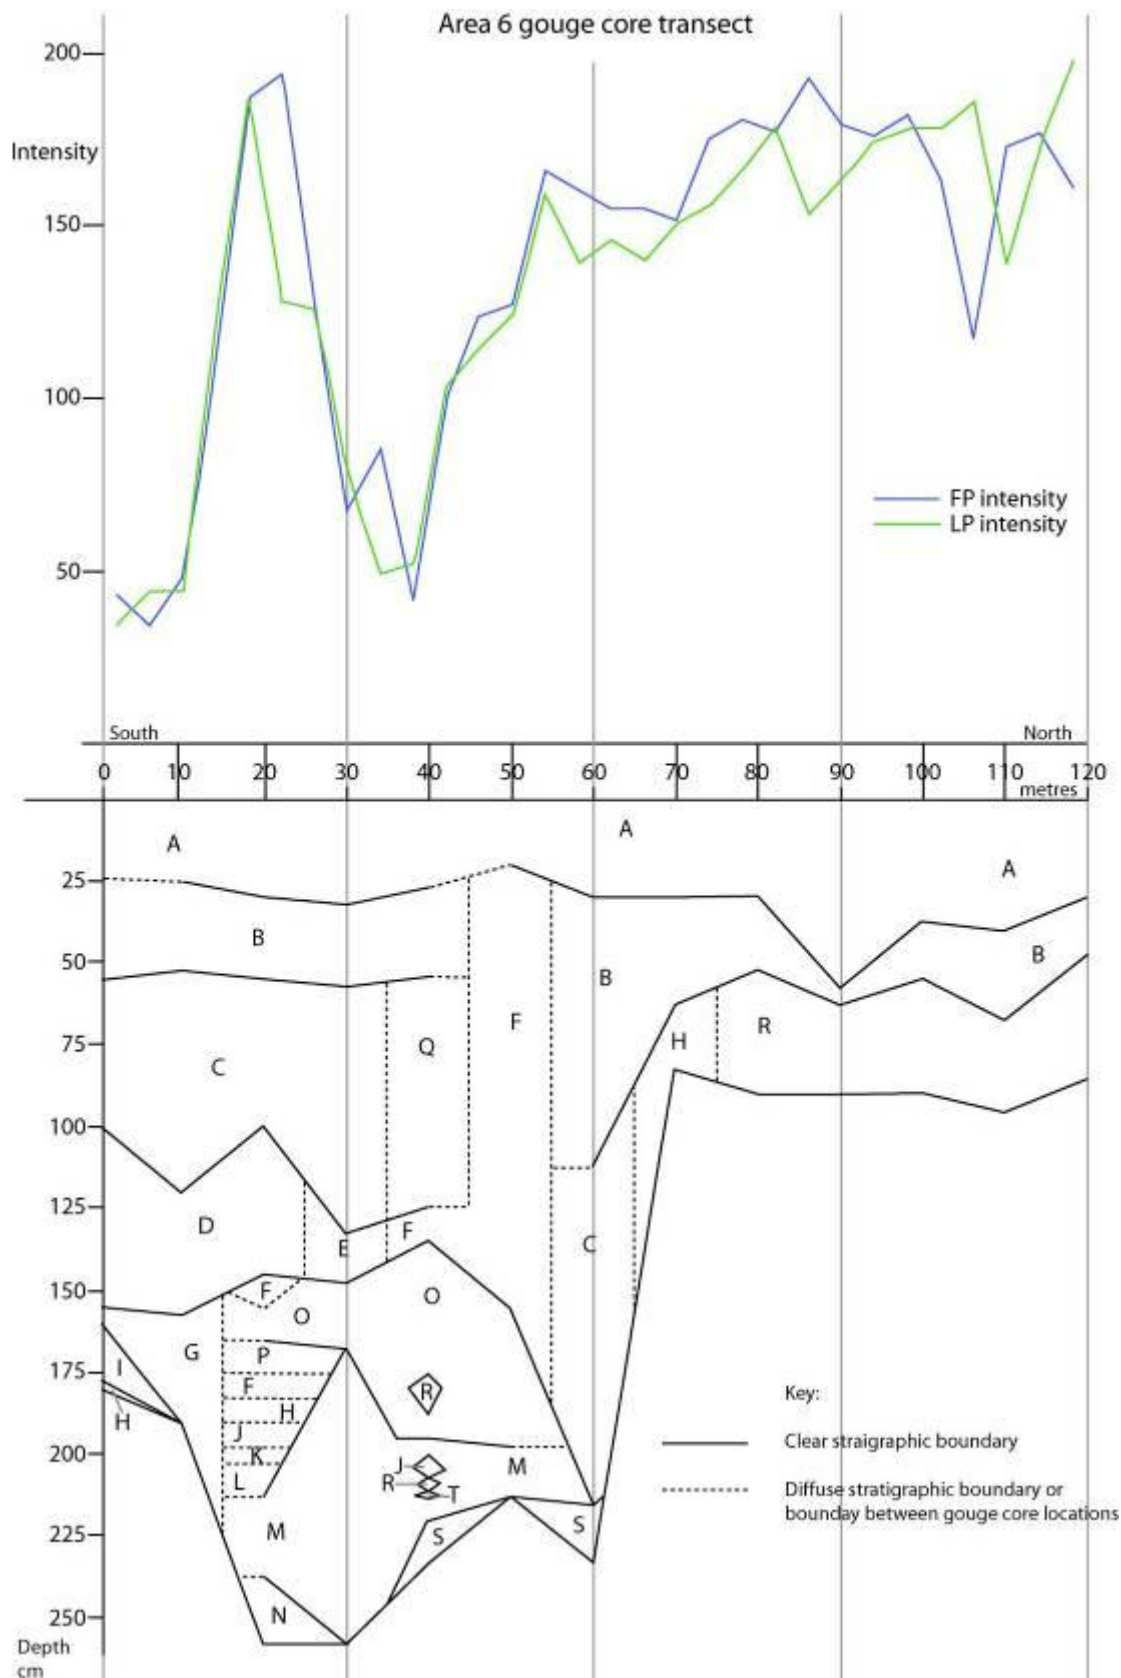 Area 6 gouge core transect
200
Intensity
150
100
50
FP intensity
LP intensity
South
North
0 10 20 30 40 50 60 70 80 90 100 110 120
metres
A
A
A
25
B
B
50
B
F
R
H
75
Q
C
100
125
D
F
E
C
150
F
O
O
G
P
175
I
F
R
Key:
H
H
J
Clear straigraphic boundary
200
K
J
M
L
R
T
Diffuse stratigraphic boundary or
bounday between gouge core locations
225
M
S
S
N
250
Depth
cm